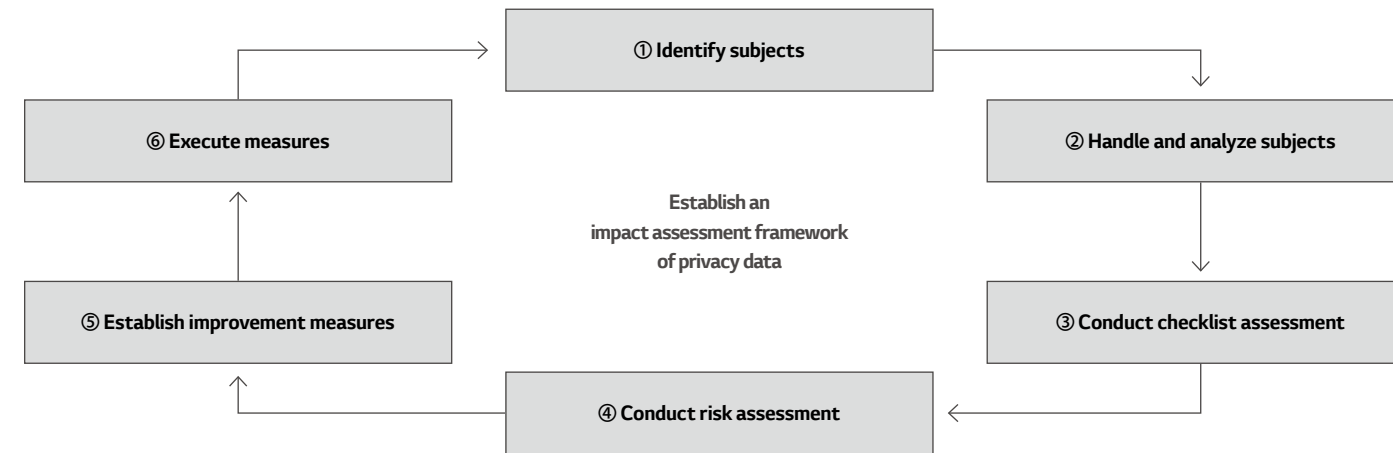 ① Identify subjects
⑥ Execute measures
② Handle and analyze subjects
Establish an
impact assessment framework
of privacy data
⑤ Establish improvement measures
③ Conduct checklist assessment
④ Conduct risk assessment